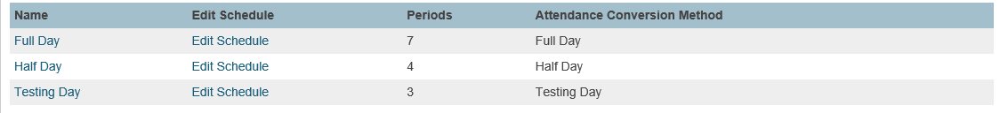 Name Edit Schedule Periods Attendance Conversion Method
Full Day Edit Schedule 7 Full Day
Half Day Edit Schedule 4 Half Day
Testing Day Edit Schedule 3 Testing Day